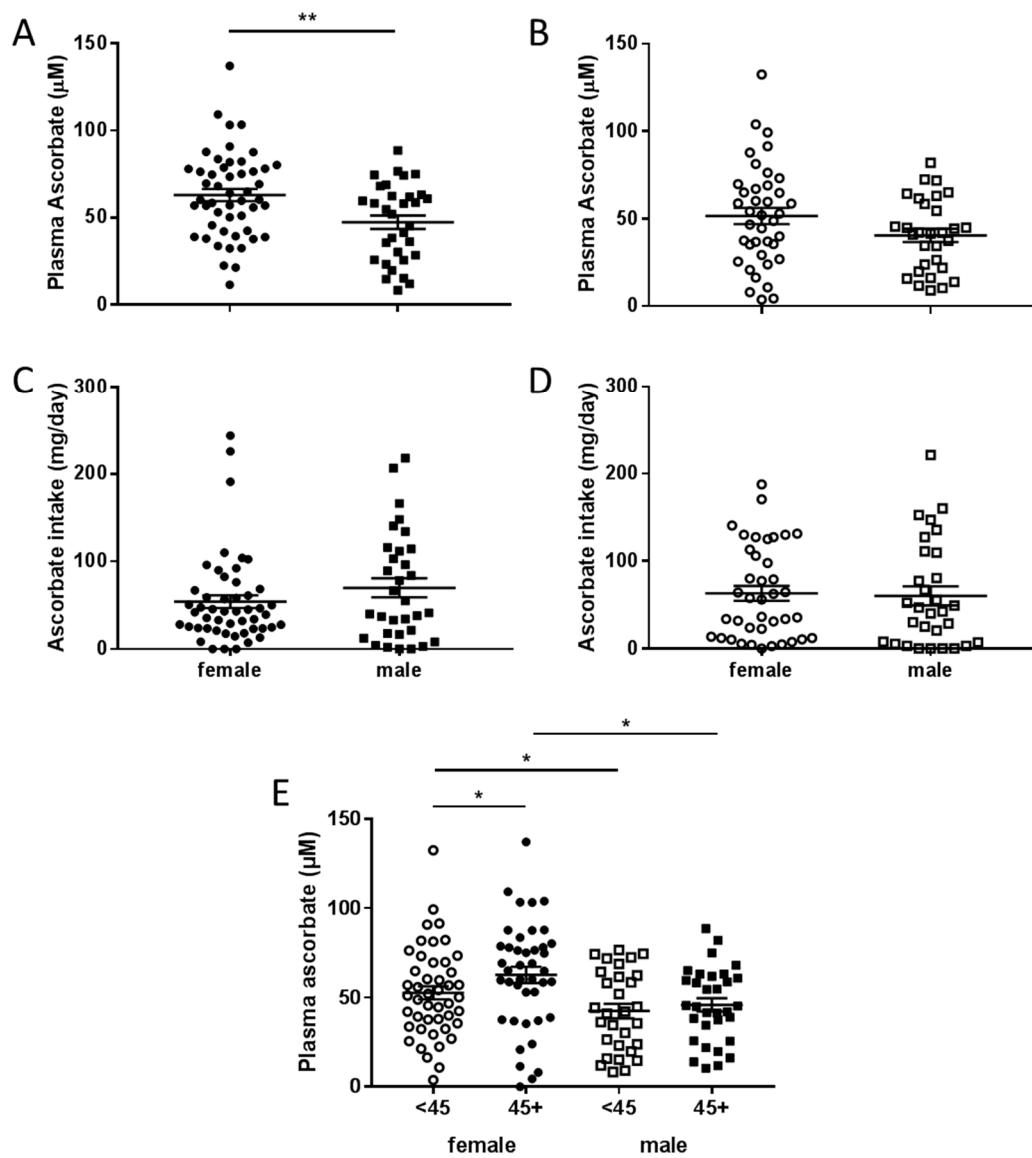 A
**
Plasma Ascorbate (µM)
150
100
50
0
B
Plasma Ascorbate (µM)
150
100
50
0
C
Ascorbate intake (mg/day)
300
200
100
0
female
male
D
Ascorbate intake (mg/day)
300
200
100
0
female
male
*
*
*
E
Plasma ascorbate (µM)
150
100
50
0
<45
45+
<45
45+
female
male